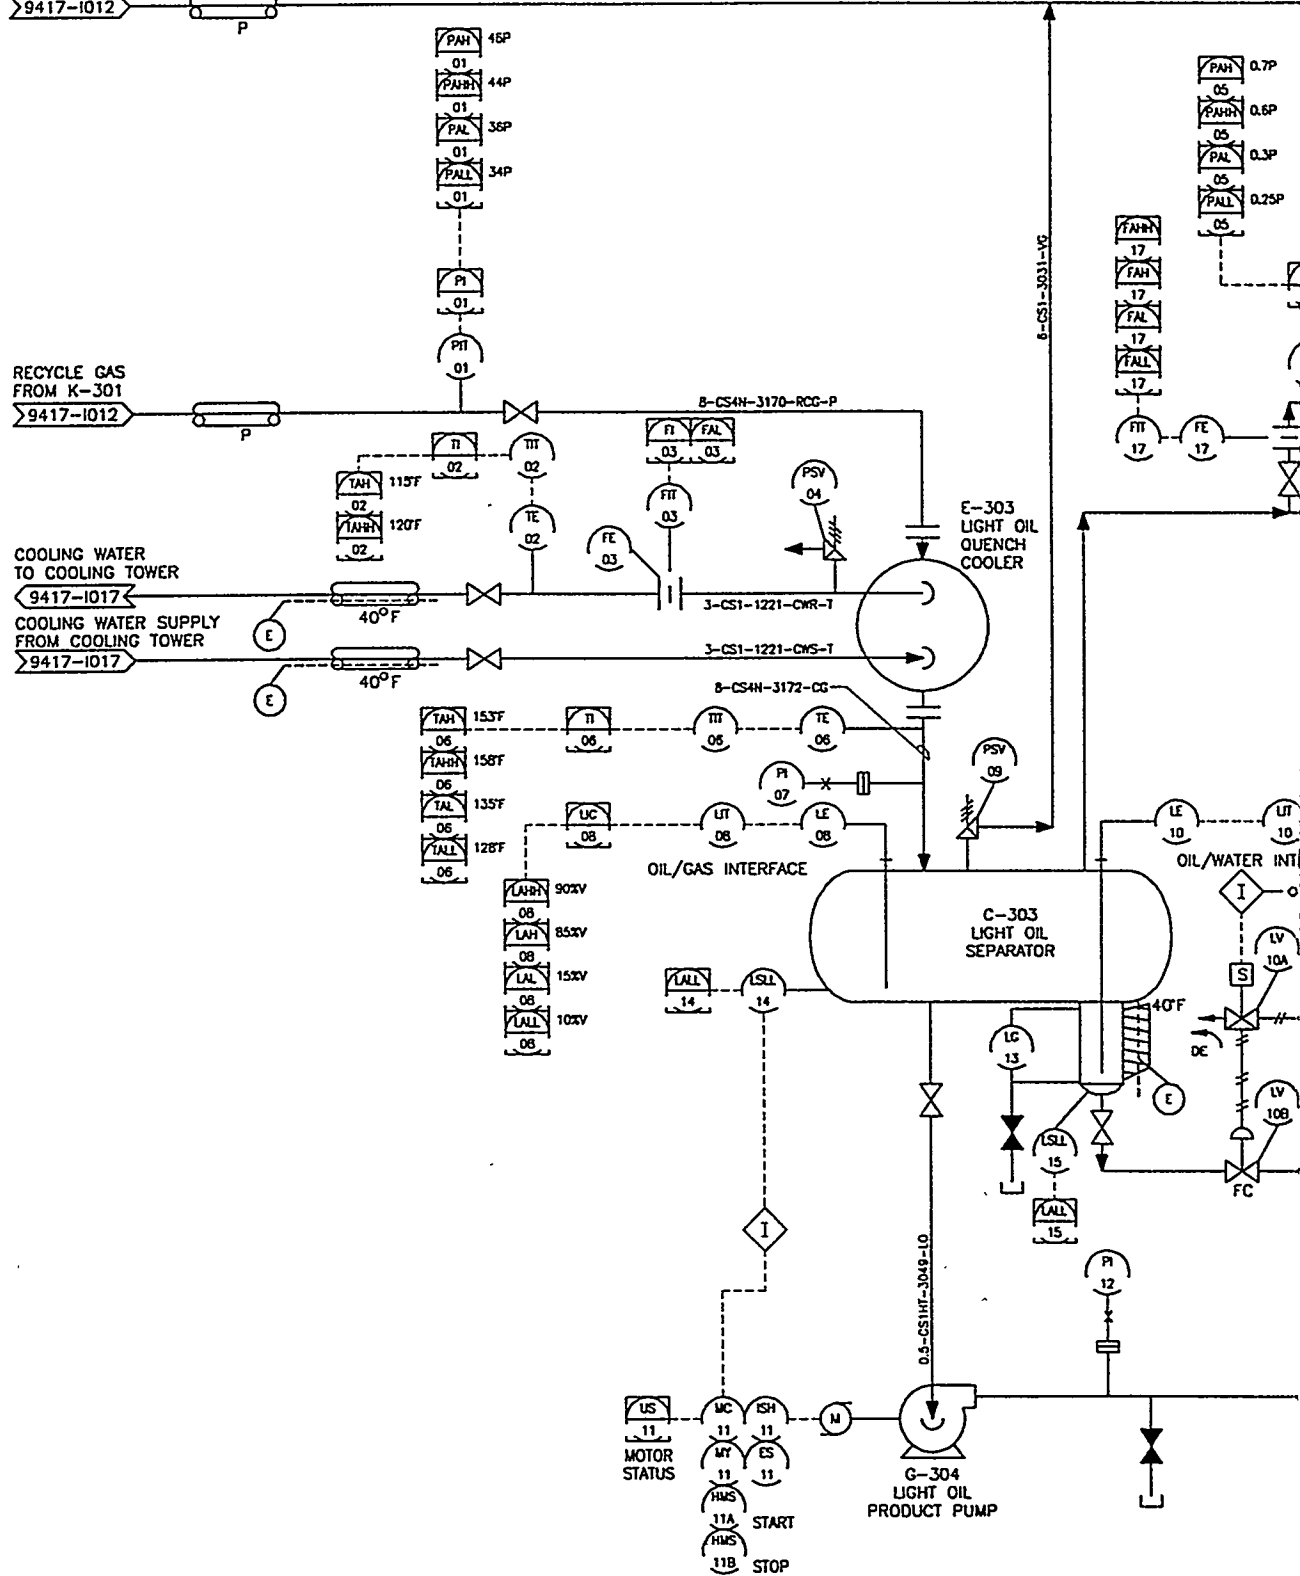 9417-I012
P
PAH 46P
01
PAHH 44P
01
PAL 36P
01
PALL 34P
01
PI
01
PIT
01
RECYCLE GAS
FROM K-301
9417-I012
P
8-CS4N-3170-RCG-P
TI
02
TIT
02
TAH 115°F
02
TAHH 120°F
02
TE
02
FI
03
FAL
03
FIT
03
FE
03
PSV
04
E-303
LIGHT OIL
QUENCH
COOLER
COOLING WATER
TO COOLING TOWER
9417-I017
E
40°F
3-CS1-1221-CWR-T
COOLING WATER SUPPLY
FROM COOLING TOWER
9417-I017
E
40°F
3-CS1-1221-CWS-T
8-CS4N-3172-CG
6-CS1-3031-VG
PAH 0.7P
05
PAHH 0.6P
05
PAL 0.3P
05
PALL 0.25P
05
FAHH
17
FAH
17
FAL
17
FALL
17
FIT
17
FE
17
TAH 153°F
06
TAHH 158°F
06
TAL 135°F
06
TALL 128°F
06
TI
06
TIT
06
TE
06
PI
07
PSV
09
LIC
08
LIT
08
LE
08
OIL/GAS INTERFACE
LAHH 90%V
08
LAH 85%V
08
LAL 15%V
08
LALL 10%V
08
LE
10
LIT
10
OIL/WATER INT
I
C-303
LIGHT OIL
SEPARATOR
LV
10A
S
DE
LALL
14
LSLL
14
40°F
LG
13
E
LV
10B
FC
LSLL
15
LALL
15
I
0.5-CS1HT-3049-LO
PI
12
US
11
MOTOR
STATUS
MC
11
ISH
11
M
MY
11
ES
11
HMS
11A START
HMS
11B STOP
G-304
LIGHT OIL
PRODUCT PUMP